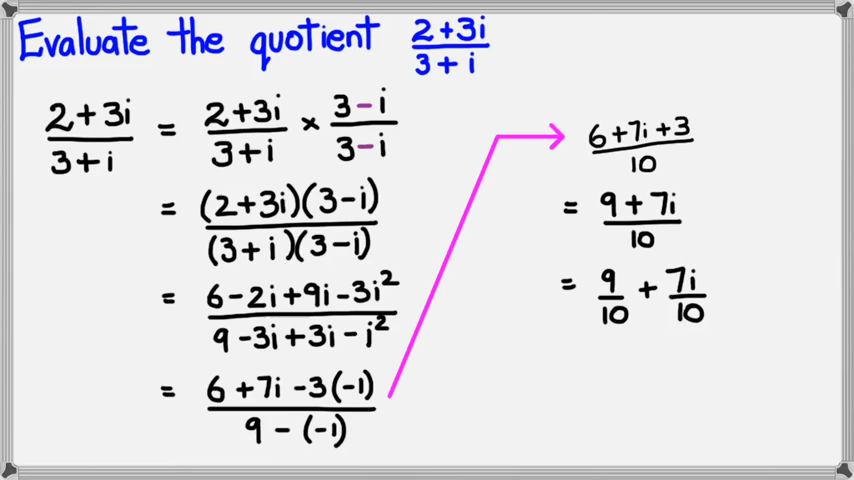 Evaluate the quotient (2+3i)/(3+i)
(2+3i)/(3+i) = (2+3i)/(3+i) × (3-i)/(3-i)
= ((2+3i)(3-i))/((3+i)(3-i))
= (6-2i+9i-3i²)/(9-3i+3i-i²)
= (6+7i-3(-1))/(9-(-1))
(6+7i+3)/10
= (9+7i)/10
= 9/10 + 7i/10